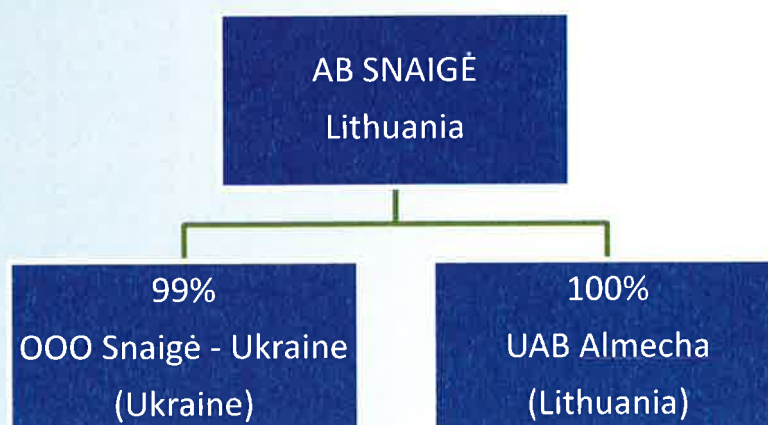 AB SNAIGĖ
Lithuania
99%
OOO Snaigė - Ukraine
(Ukraine)
100%
UAB Almecha
(Lithuania)